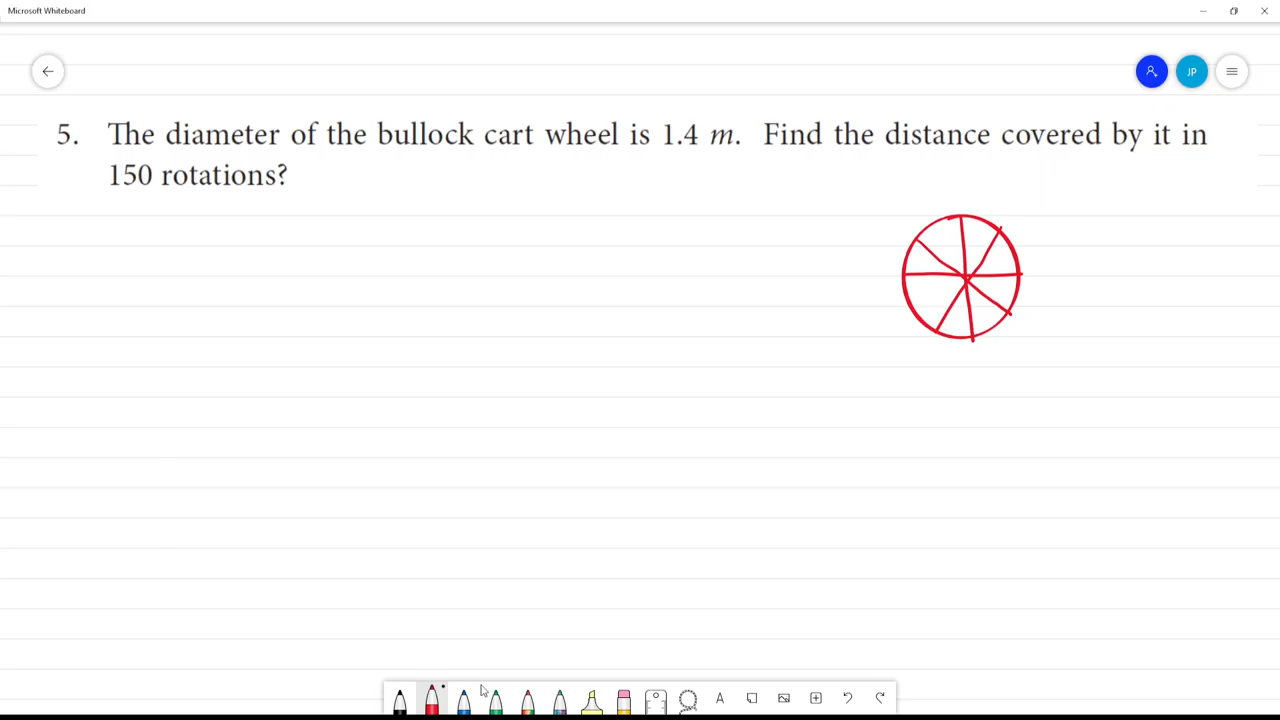 Microsoft Whiteboard
JP
5. The diameter of the bullock cart wheel is 1.4 m. Find the distance covered by it in
150 rotations?
A